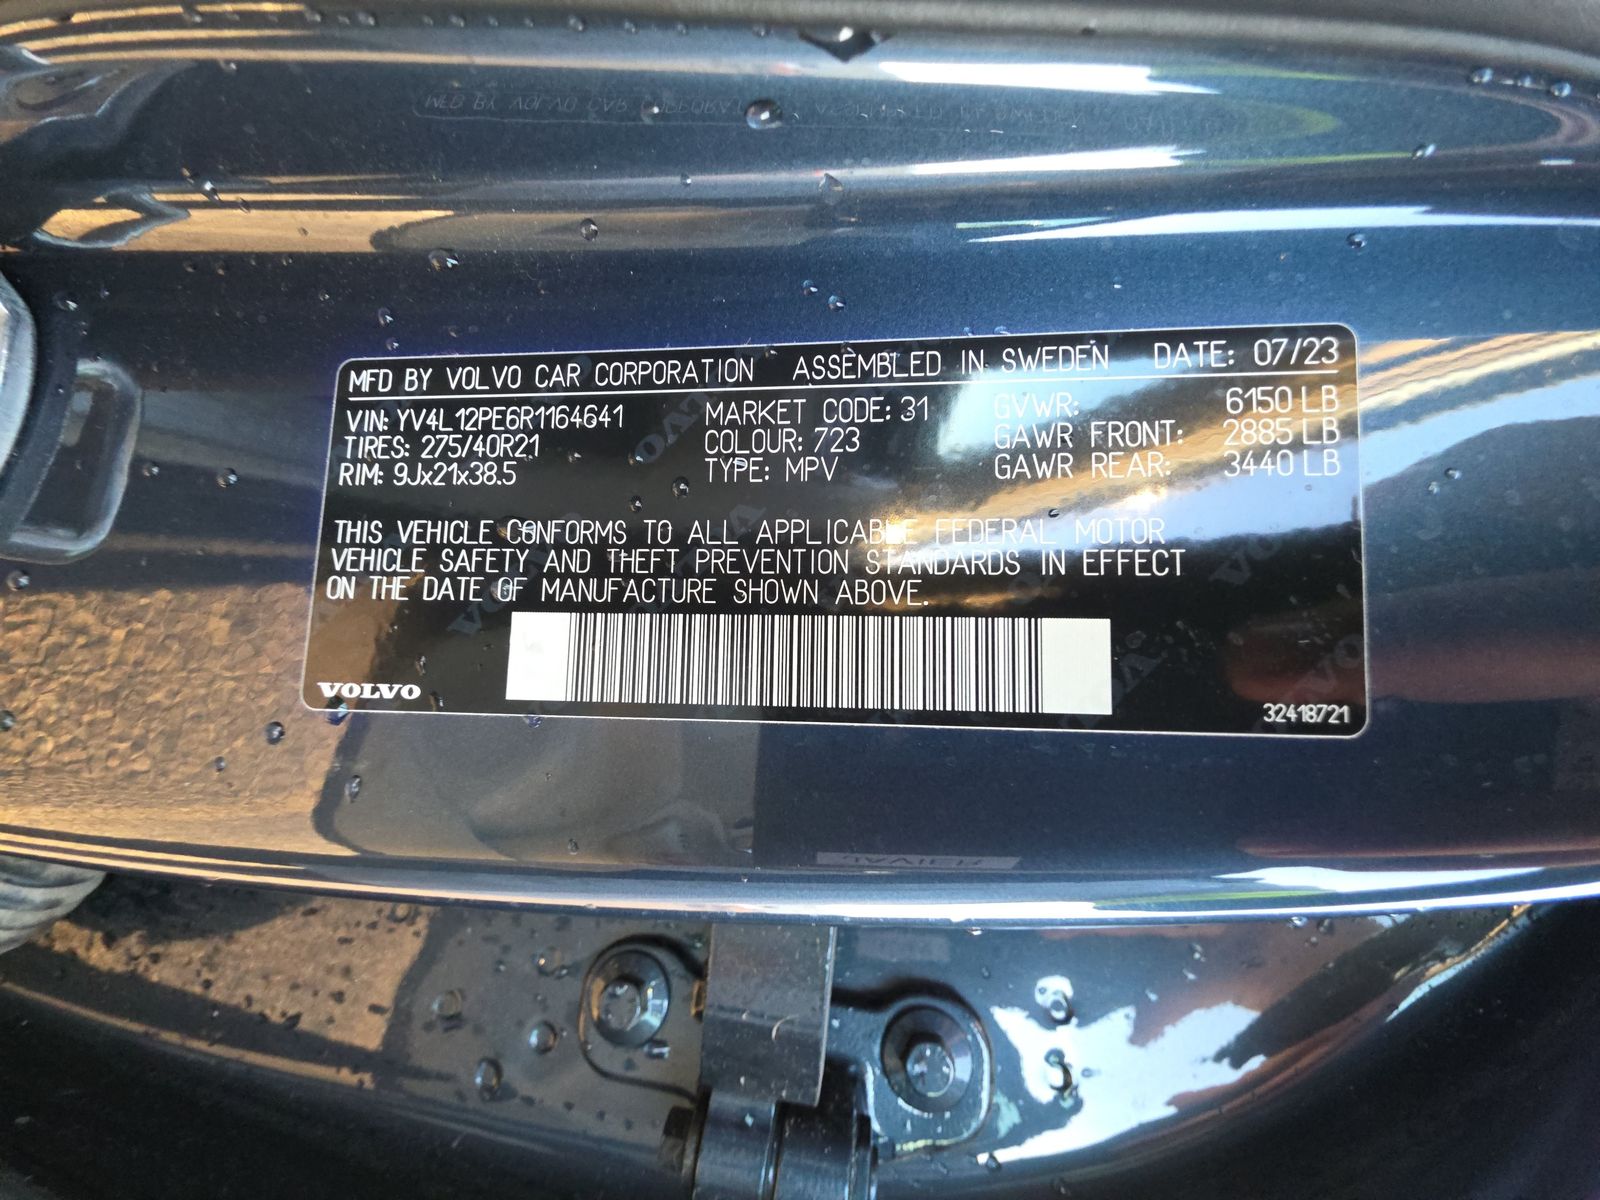 MFD BY VOLVO CAR CORPORATION ASSEMBLED IN SWEDEN DATE: 07/23
VIN: YV4L12PE6R1164641 MARKET CODE: 31 GVWR: 6150 LB
TIRES: 275/40R21 COLOUR: 723 GAWR FRONT: 2885 LB
RIM: 9Jx21x38.5 TYPE: MPV GAWR REAR: 3440 LB
THIS VEHICLE CONFORMS TO ALL APPLICABLE FEDERAL MOTOR
VEHICLE SAFETY AND THEFT PREVENTION STANDARDS IN EFFECT
ON THE DATE OF MANUFACTURE SHOWN ABOVE.
VOLVO
32418721